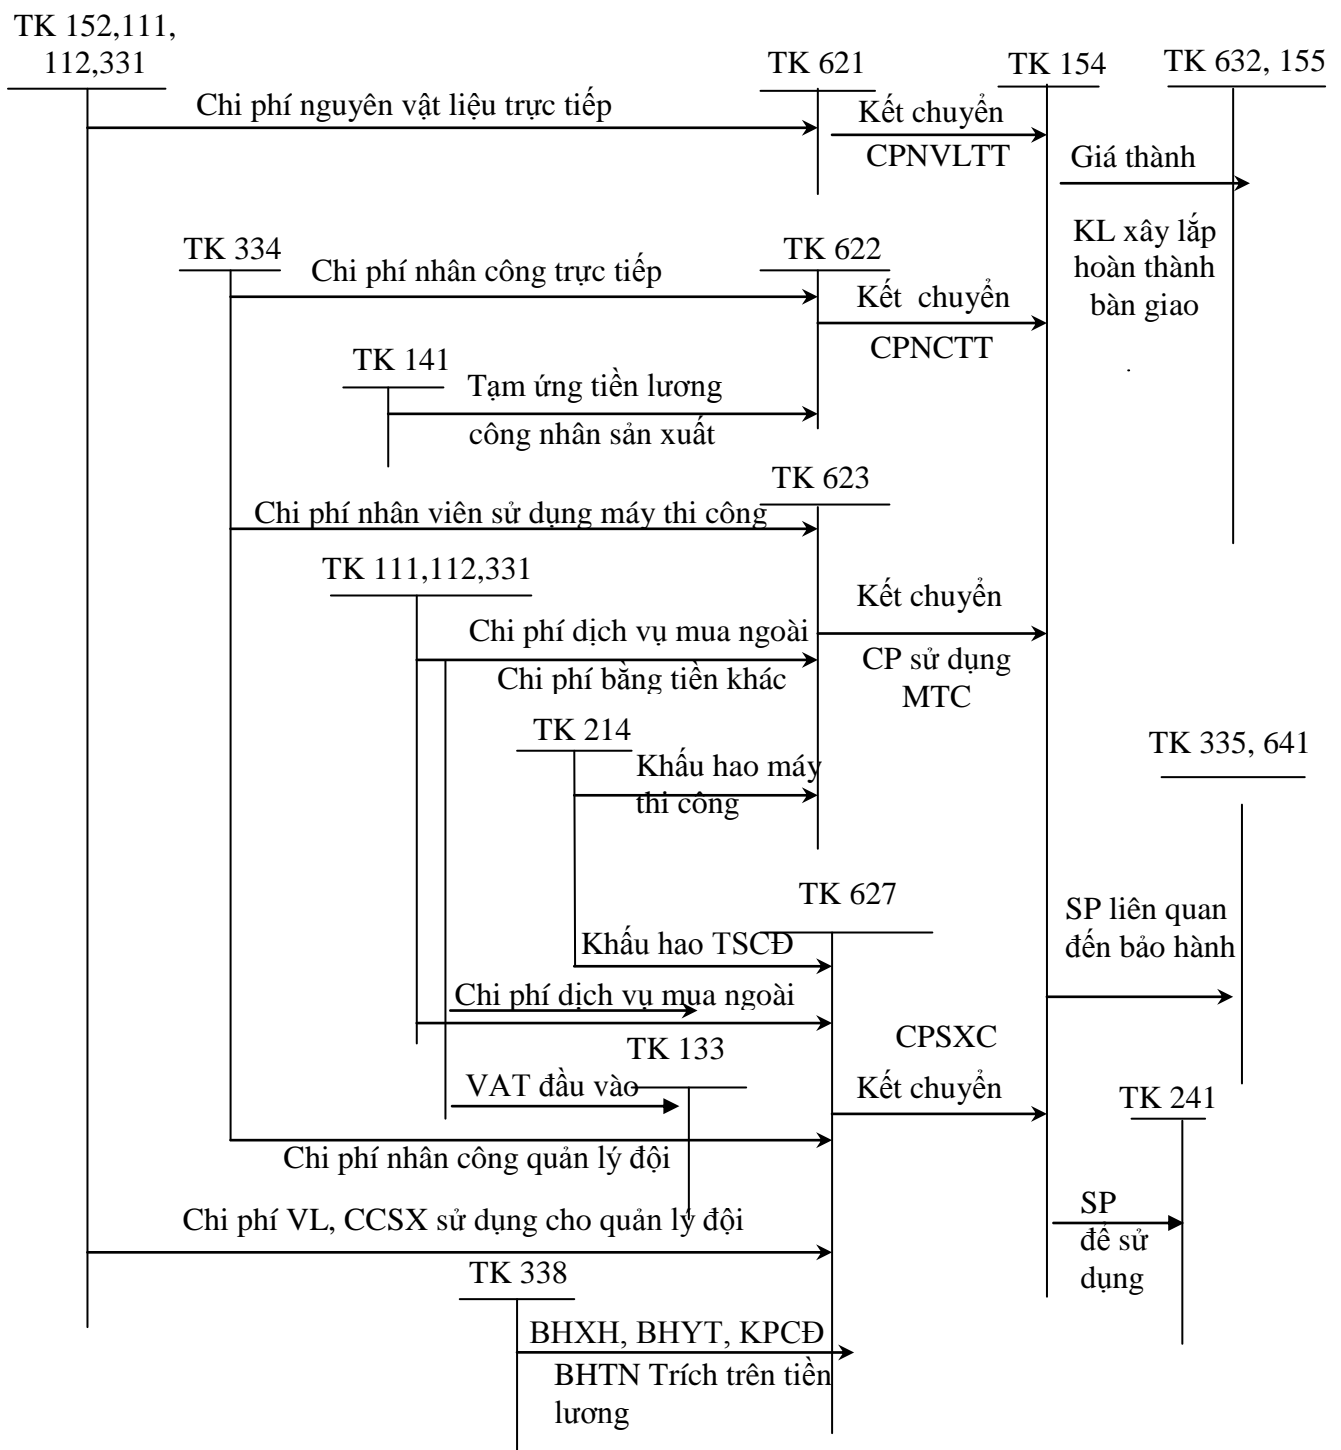 TK 152,111,
112,331
TK 621
TK 154
TK 632, 155
Chi phí nguyên vật liệu trực tiếp
Kết chuyển
CPNVLTT
Giá thành
KL xây lắp
hoàn thành
bàn giao
TK 334
TK 622
Chi phí nhân công trực tiếp
Kết chuyển
CPNCTT
TK 141
Tạm ứng tiền lương
công nhân sản xuất
TK 623
Chi phí nhân viên sử dụng máy thi công
TK 111,112,331
Kết chuyển
Chi phí dịch vụ mua ngoài
CP sử dụng
MTC
Chi phí bằng tiền khác
TK 214
TK 335, 641
Khấu hao máy
thi công
TK 627
SP liên quan
đến bảo hành
Khấu hao TSCĐ
Chi phí dịch vụ mua ngoài
CPSXC
TK 133
VAT đầu vào
Kết chuyển
TK 241
Chi phí nhân công quản lý đội
Chi phí VL, CCSX sử dụng cho quản lý đội
SP
để sử
dụng
TK 338
BHXH, BHYT, KPCĐ
BHTN Trích trên tiền
lương